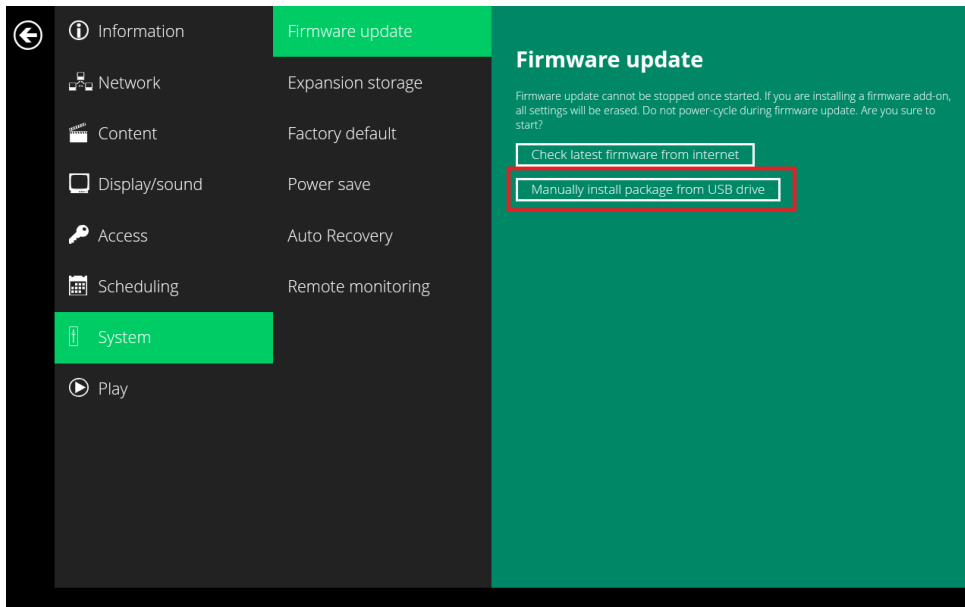 Information
Network
Content
Display/sound
Access
Scheduling
System
Play
Firmware update
Expansion storage
Factory default
Power save
Auto Recovery
Remote monitoring
Firmware update
Firmware update cannot be stopped once started. If you are installing a firmware add-on,
all settings will be erased. Do not power-cycle during firmware update. Are you sure to
start?
Check latest firmware from internet
Manually install package from USB drive